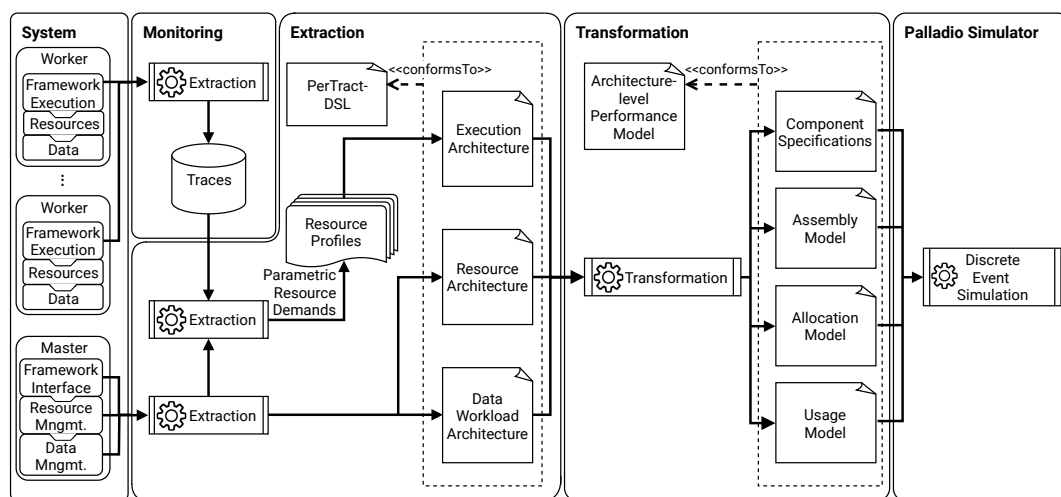 System
Worker
Framework
Execution
Resources
Data
...
Worker
Framework
Execution
Resources
Data
Master
Framework
Interface
Resource
Mngmt.
Data
Mngmt.
Monitoring
Extraction
Traces
Extraction
Extraction
Extraction
PerTract-
DSL
<<conformsTo>>
Resource
Profiles
Parametric
Resource
Demands
Execution
Architecture
Resource
Architecture
Data
Workload
Architecture
Transformation
Architecture-
level
Performance
Model
<<conformsTo>>
Transformation
Component
Specifications
Assembly
Model
Allocation
Model
Usage
Model
Palladio Simulator
Discrete
Event
Simulation